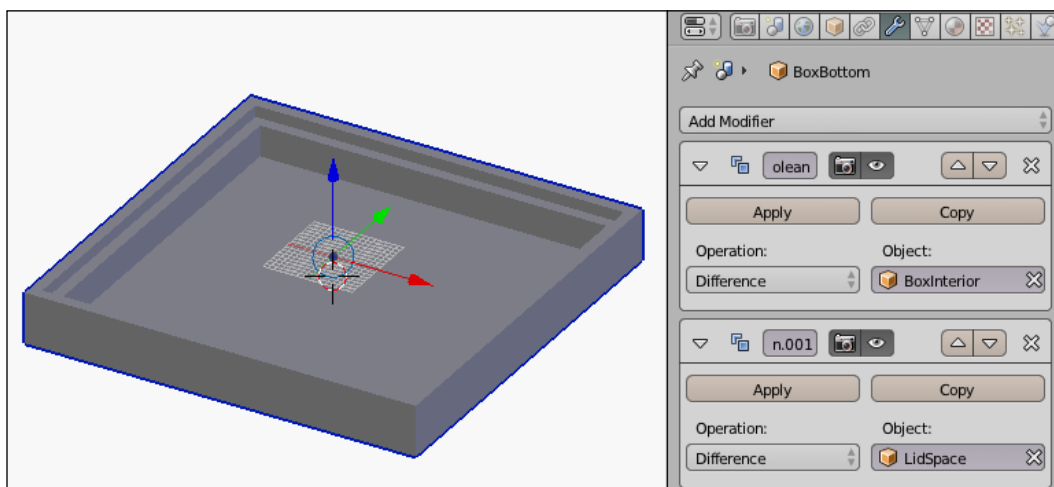 BoxBottom
Add Modifier
olean
Apply Copy
Operation: Object:
Difference BoxInterior
n.001
Apply Copy
Operation: Object:
Difference LidSpace